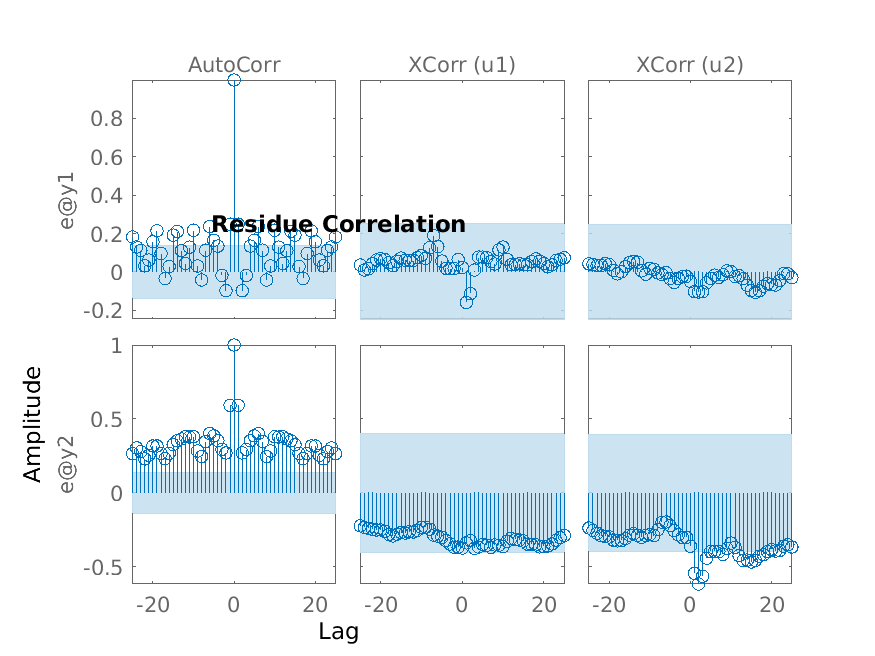 AutoCorr XCorr (u1) XCorr (u2)
0.8
0.6
0.4
0.2
0
-0.2
e@y1
Residue Correlation
1
0.5
0
-0.5
e@y2
Amplitude
-20 0 20 -20 0 20 -20 0 20
Lag